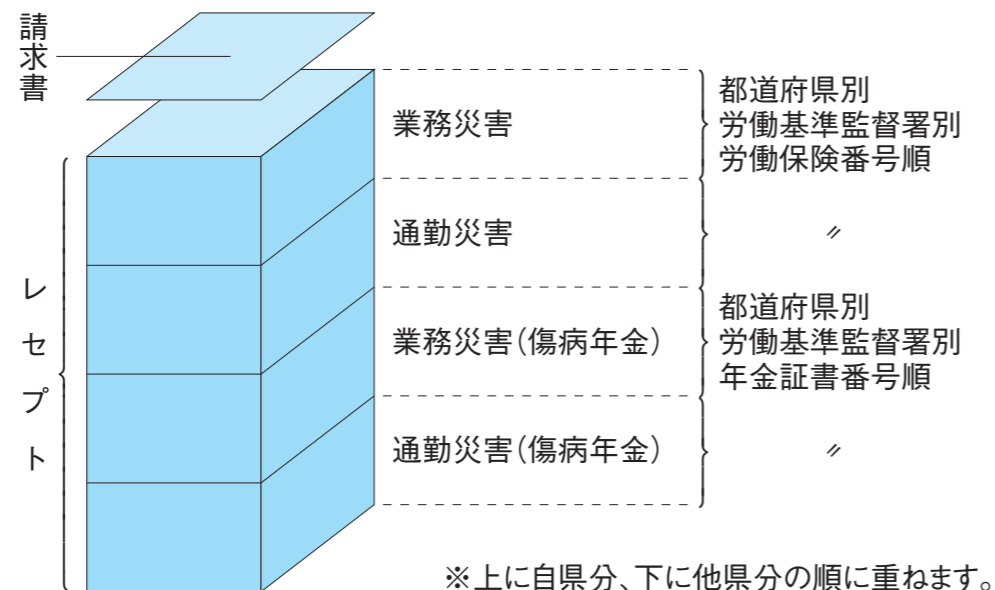 請求書
レセプト
業務災害
都道府県別
労働基準監督署別
労働保険番号順
通勤災害
〃
業務災害(傷病年金)
都道府県別
労働基準監督署別
年金証書番号順
通勤災害(傷病年金)
〃
※上に自県分、下に他県分の順に重ねます。